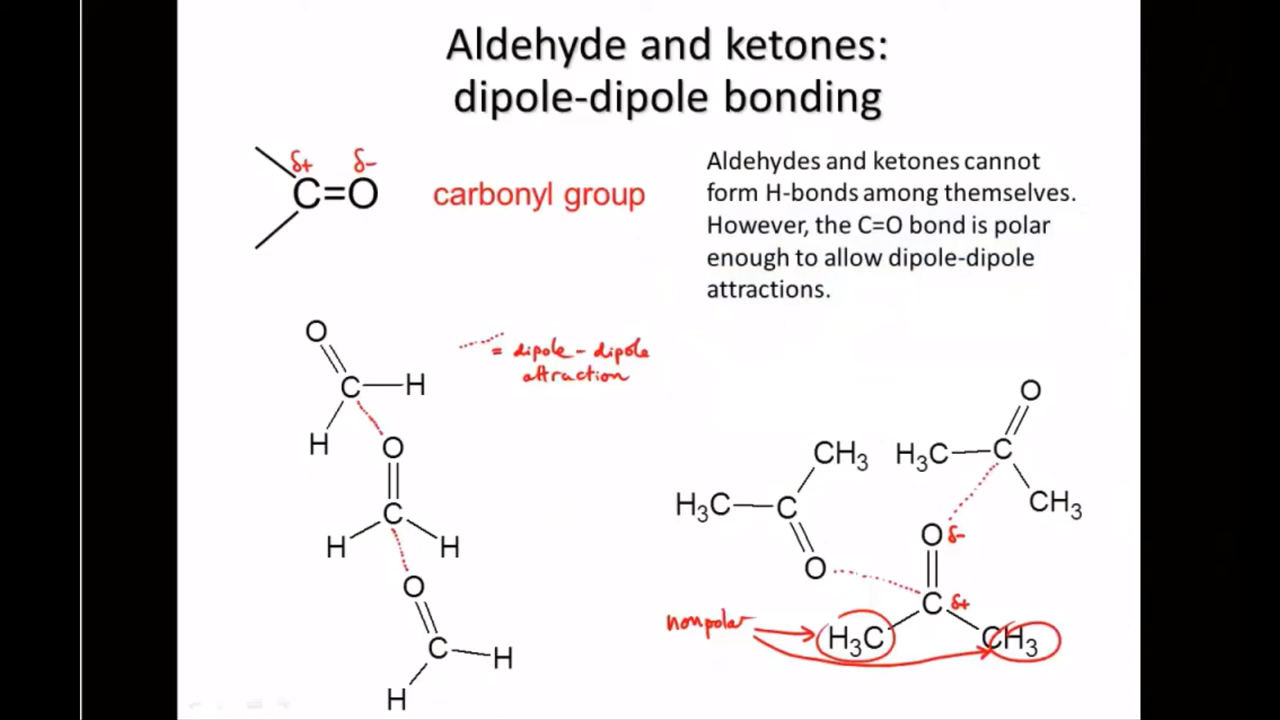 Aldehyde and ketones:
dipole-dipole bonding
δ+ δ-
C=O
carbonyl group
Aldehydes and ketones cannot
form H-bonds among themselves.
However, the C=O bond is polar
enough to allow dipole-dipole
attractions.
= dipole - dipole
attraction
O
C H
H
O
C
H H
O
C H
H
CH₃
H₃C C
O
O
H₃C C
CH₃
O δ-
C δ+
nonpolar
H₃C CH₃